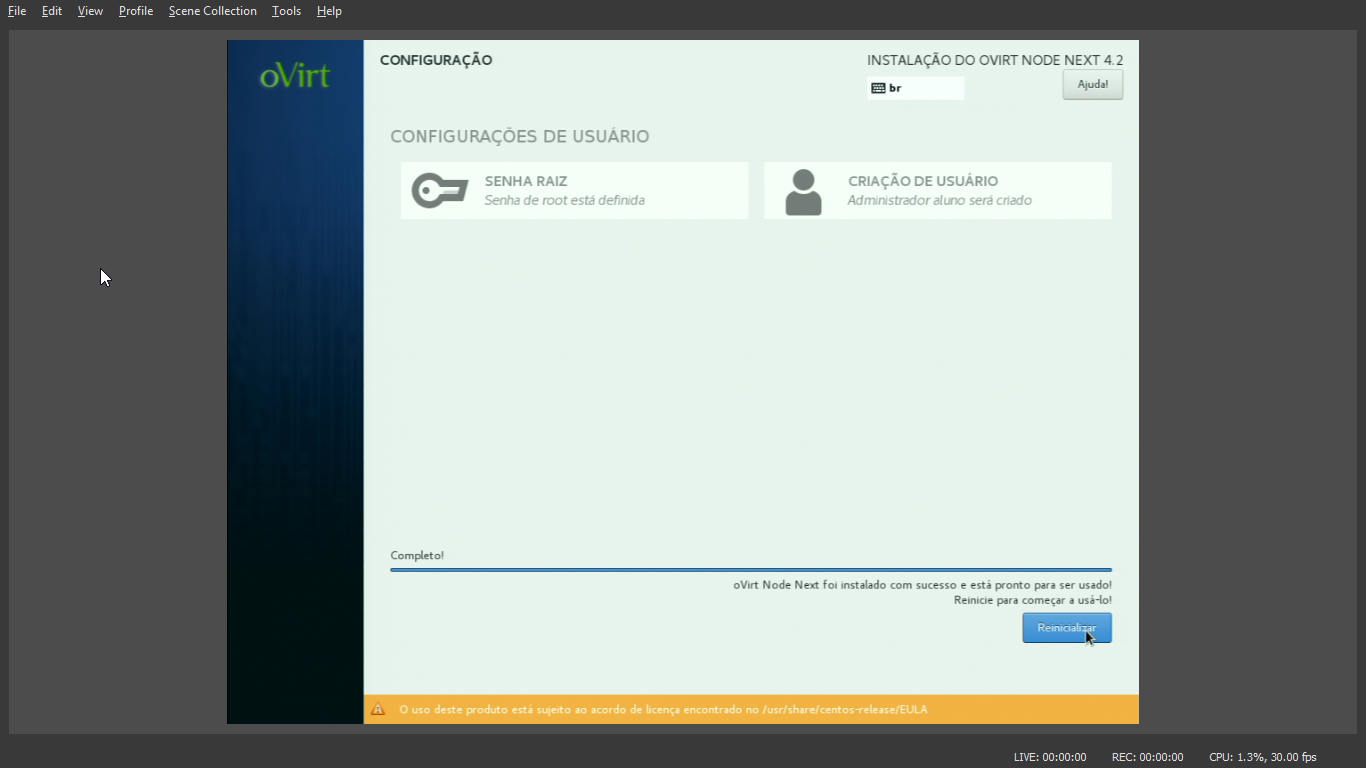 File Edit View Profile Scene Collection Tools Help
oVirt
CONFIGURAÇÃO
INSTALAÇÃO DO OVIRT NODE NEXT 4.2
br
Ajuda!
CONFIGURAÇÕES DE USUÁRIO
SENHA RAIZ
Senha de root está definida
CRIAÇÃO DE USUÁRIO
Administrador aluno será criado
Completo!
oVirt Node Next foi instalado com sucesso e está pronto para ser usado!
Reinicie para começar a usá-lo!
Reinicializar
O uso deste produto está sujeito ao acordo de licença encontrado no /usr/share/centos-release/EULA
LIVE: 00:00:00 REC: 00:00:00 CPU: 1.3%, 30.00 fps